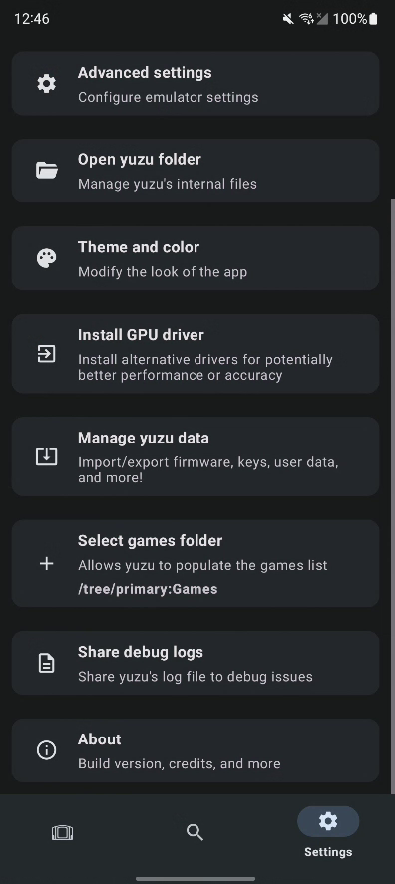 12:46
100%
Advanced settings
Configure emulator settings
Open yuzu folder
Manage yuzu's internal files
Theme and color
Modify the look of the app
Install GPU driver
Install alternative drivers for potentially
better performance or accuracy
Manage yuzu data
Import/export firmware, keys, user data,
and more!
Select games folder
Allows yuzu to populate the games list
/tree/primary:Games
Share debug logs
Share yuzu's log file to debug issues
About
Build version, credits, and more
Settings